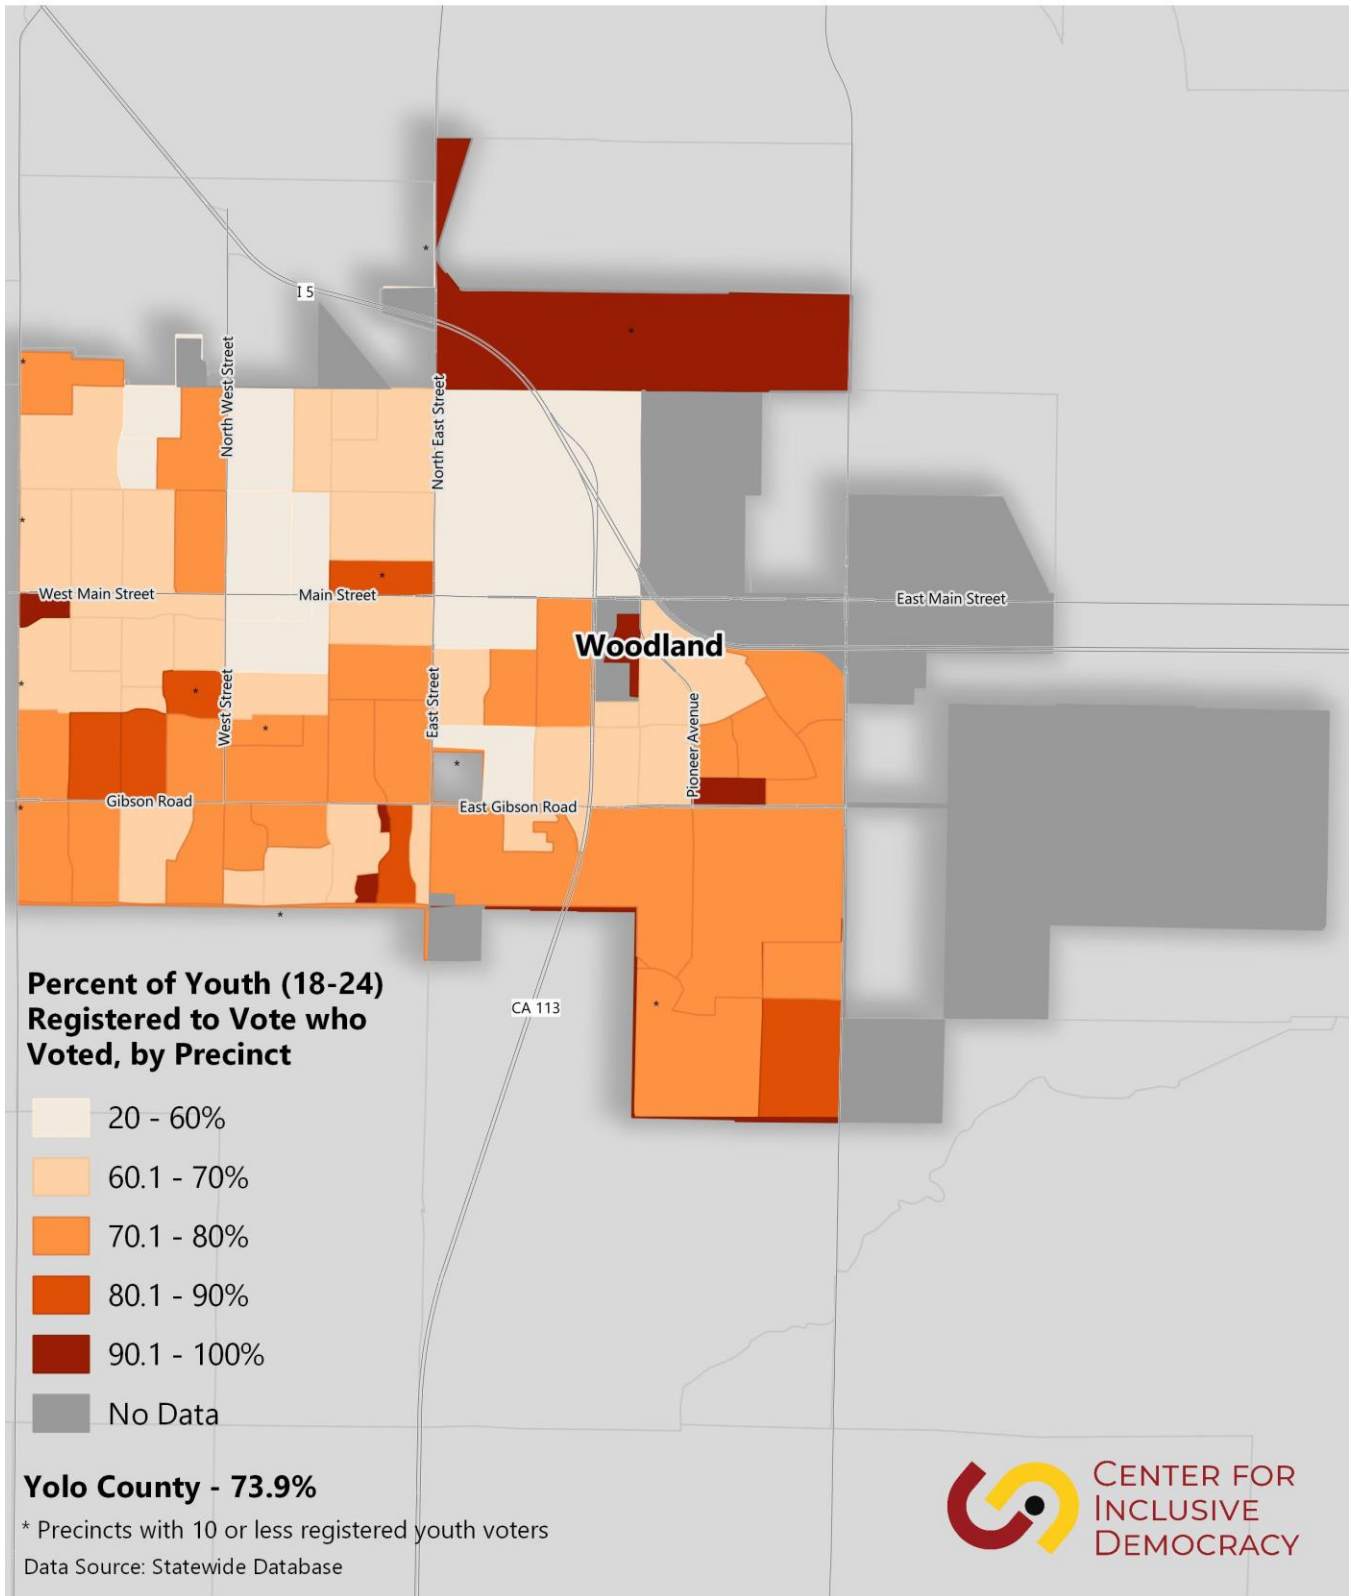 I 5
North West Street
North East Street
West Main Street
Main Street
East Main Street
Woodland
West Street
East Street
Pioneer Avenue
Gibson Road
East Gibson Road
CA 113
*
*
*
*
*
*
*
*
*
*
*
*
Percent of Youth (18-24)
Registered to Vote who
Voted, by Precinct
20 - 60%
60.1 - 70%
70.1 - 80%
80.1 - 90%
90.1 - 100%
No Data
Yolo County - 73.9%
* Precincts with 10 or less registered youth voters
Data Source: Statewide Database
CENTER FOR
INCLUSIVE
DEMOCRACY